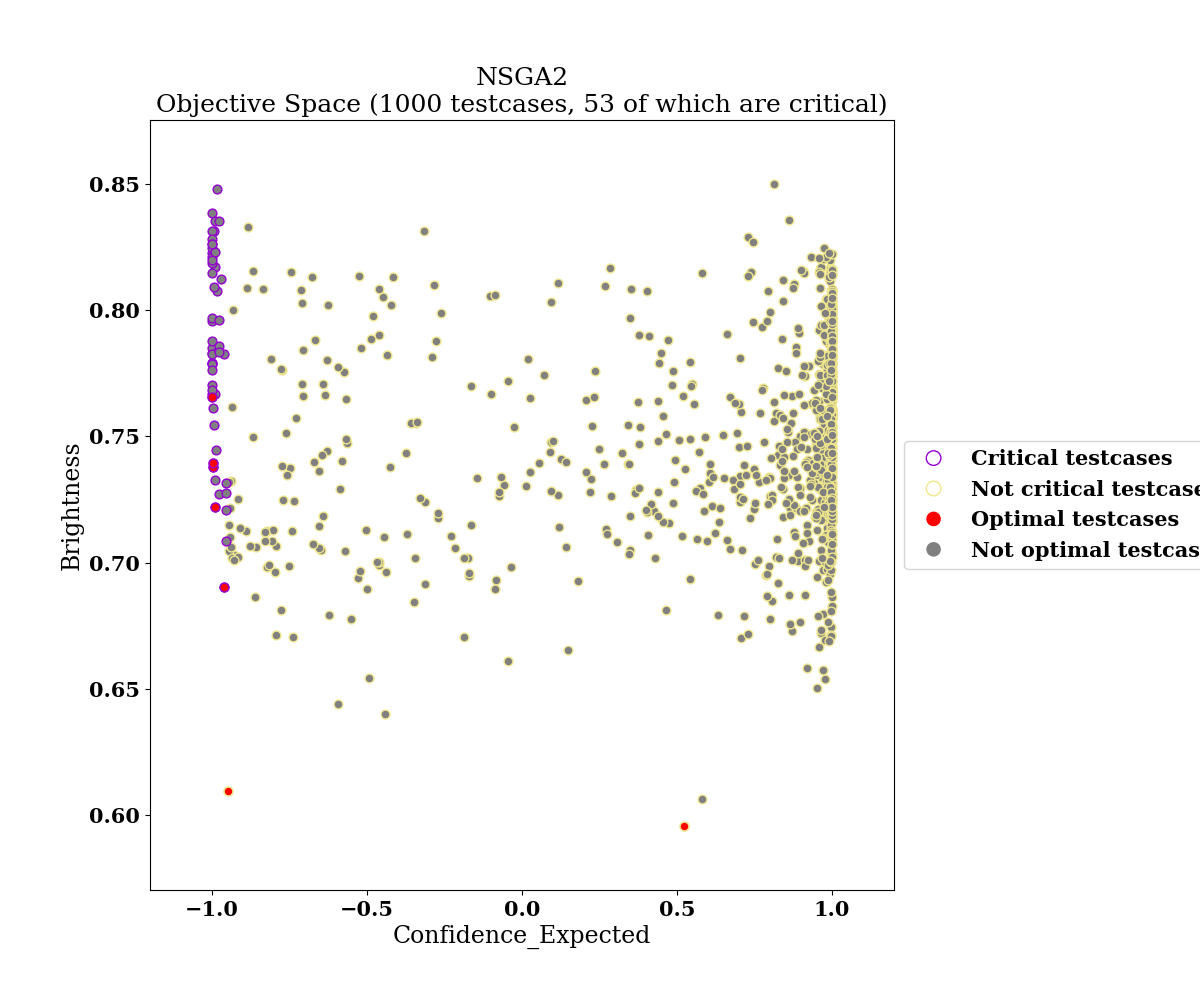 NSGA2
Objective Space (1000 testcases, 53 of which are critical)
0.85
0.80
0.75
0.70
0.65
0.60
Brightness
−1.0
−0.5
0.0
0.5
1.0
Confidence_Expected
Critical testcases
Not critical testcase
Optimal testcases
Not optimal testcas